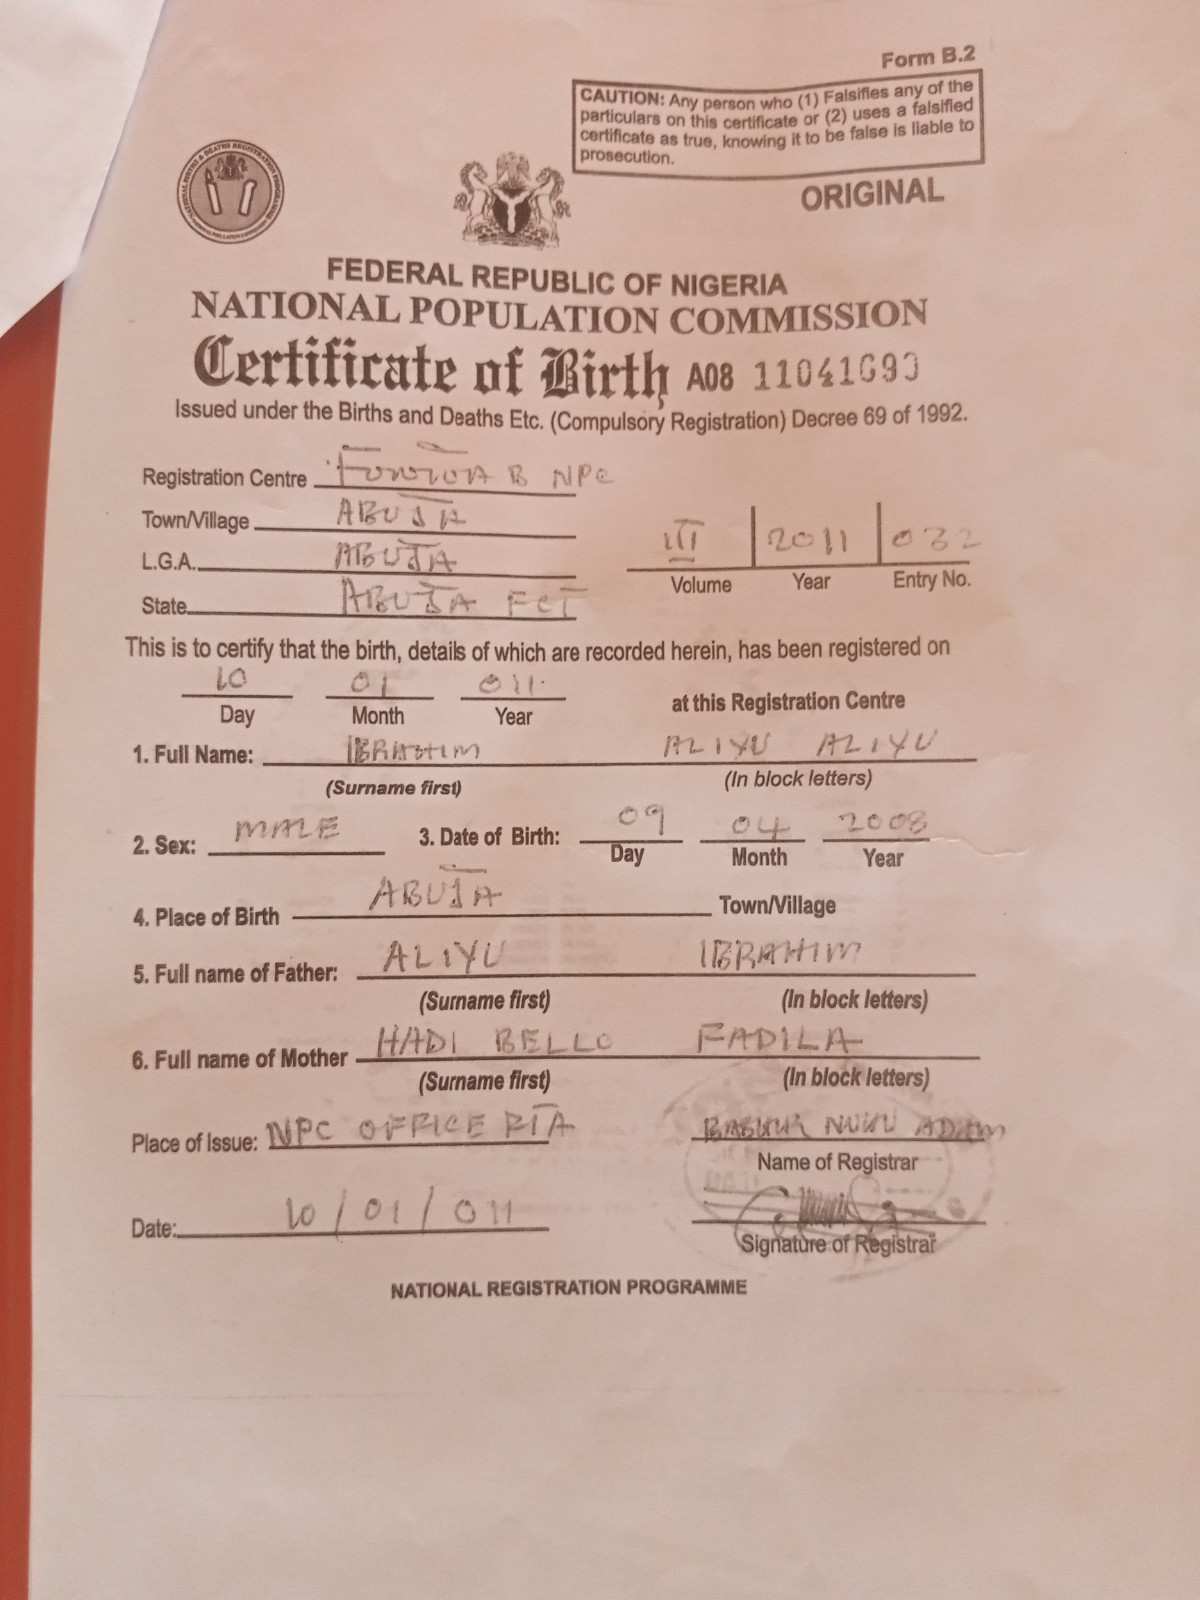 Form B.2
CAUTION: Any person who (1) Falsifies any of the
particulars on this certificate or (2) uses a falsified
certificate as true, knowing it to be false is liable to
prosecution.
ORIGINAL
FEDERAL REPUBLIC OF NIGERIA
NATIONAL POPULATION COMMISSION
Certificate of Birth A08
Issued under the Births and Deaths Etc. (Compulsory Registration) Decree 69 of 1992.
Registration Centre B NPC
Town/Village ABUJA
L.G.A. ABUJA
State ABUJA FCT
III 2011 032
Volume Year Entry No.
This is to certify that the birth, details of which are recorded herein, has been registered on
10 01 011
Day Month Year
at this Registration Centre
1. Full Name: IBRAHIM ALIYU ALIYU
(Surname first) (In block letters)
2. Sex: MALE 3. Date of Birth: 09 04 2008
Day Month Year
4. Place of Birth ABUJA Town/Village
5. Full name of Father: ALIYU IBRAHIM
(Surname first) (In block letters)
6. Full name of Mother HADI BELLO FADILA
(Surname first) (In block letters)
Place of Issue: NPC OFFICE
ADAM
Name of Registrar
Date: 10/01/011
Signature of Registrar
NATIONAL REGISTRATION PROGRAMME